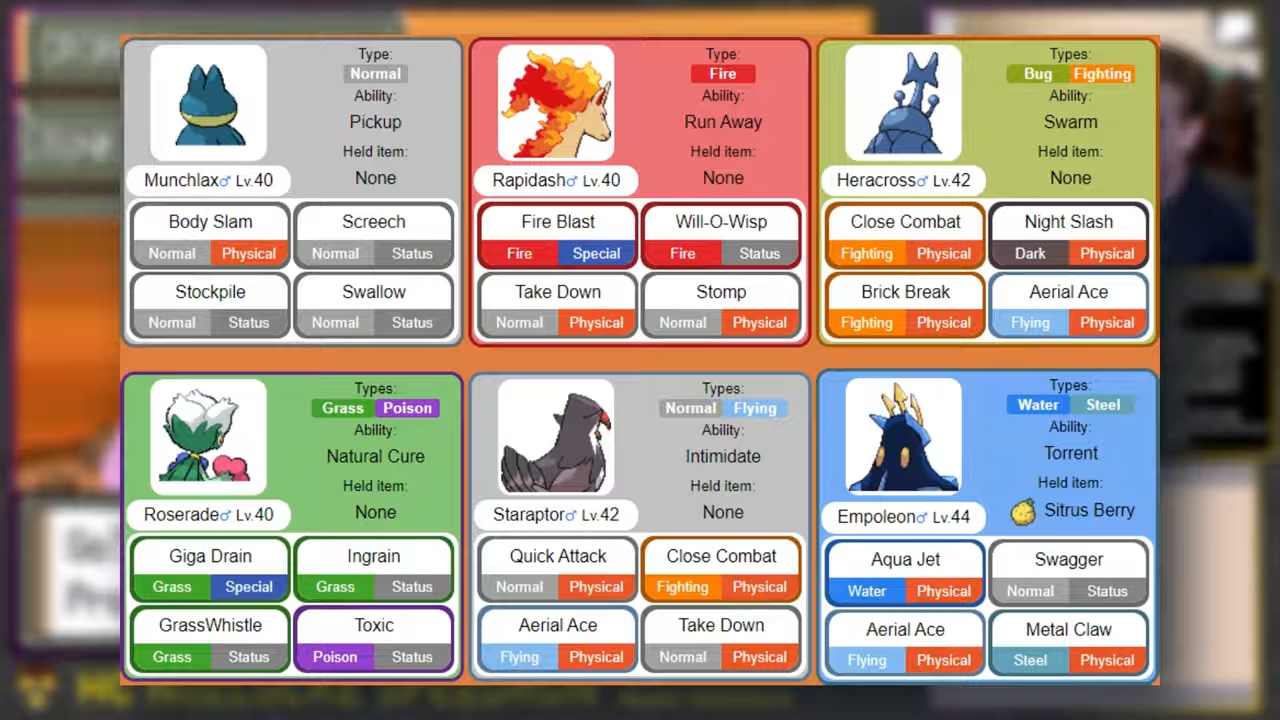 Type:
Normal
Ability:
Pickup
Held item:
None
Munchlax♂ Lv.40
Body Slam
Normal Physical
Screech
Normal Status
Stockpile
Normal Status
Swallow
Normal Status
Type:
Fire
Ability:
Run Away
Held item:
None
Rapidash♂ Lv.40
Fire Blast
Fire Special
Will-O-Wisp
Fire Status
Take Down
Normal Physical
Stomp
Normal Physical
Types:
Bug Fighting
Ability:
Swarm
Held item:
None
Heracross♂ Lv.42
Close Combat
Fighting Physical
Night Slash
Dark Physical
Brick Break
Fighting Physical
Aerial Ace
Flying Physical
Types:
Grass Poison
Ability:
Natural Cure
Held item:
None
Roserade♂ Lv.40
Giga Drain
Grass Special
Ingrain
Grass Status
GrassWhistle
Grass Status
Toxic
Poison Status
Types:
Normal Flying
Ability:
Intimidate
Held item:
None
Staraptor♂ Lv.42
Quick Attack
Normal Physical
Close Combat
Fighting Physical
Aerial Ace
Flying Physical
Take Down
Normal Physical
Types:
Water Steel
Ability:
Torrent
Held item:
Sitrus Berry
Empoleon♂ Lv.44
Aqua Jet
Water Physical
Swagger
Normal Status
Aerial Ace
Flying Physical
Metal Claw
Steel Physical